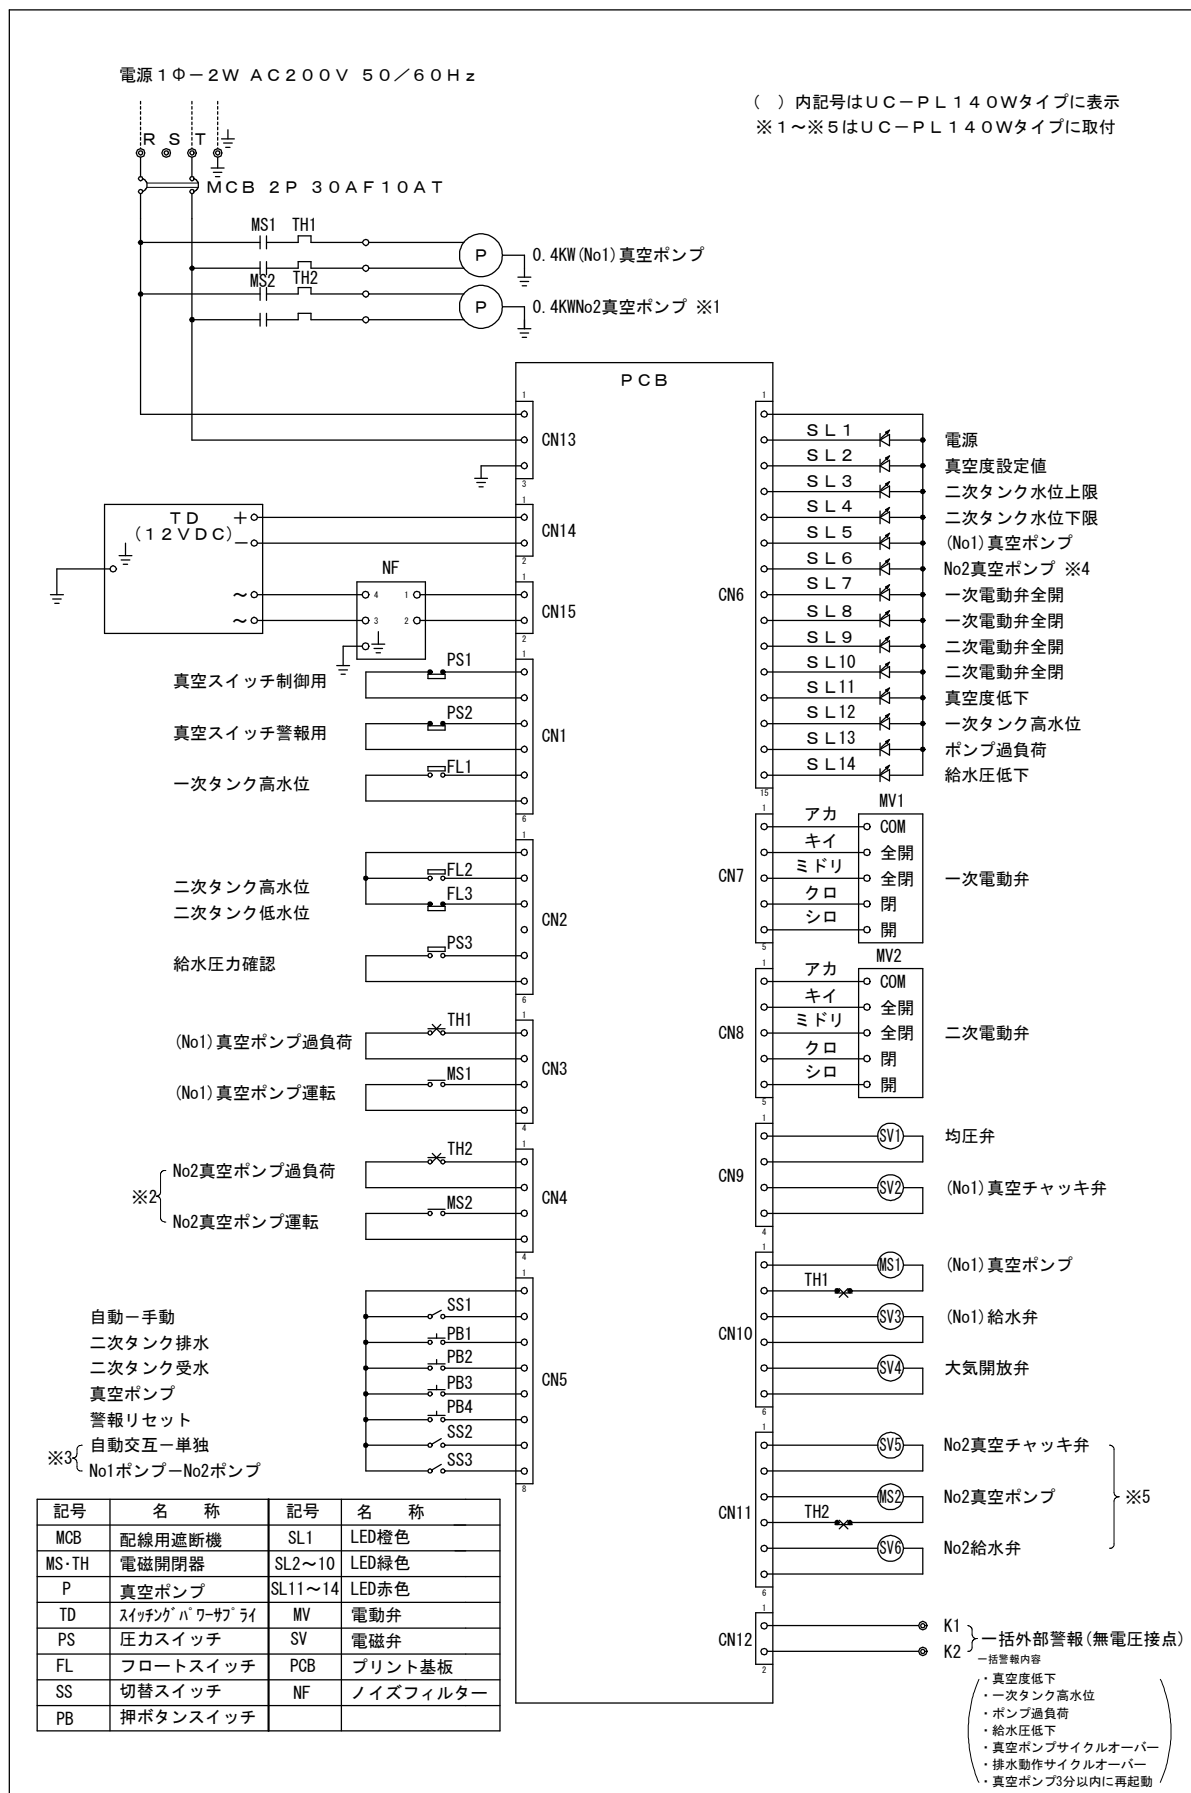 電源１Φ－２Ｗ ＡＣ２００Ｖ ５０／６０Ｈｚ
（　）内記号はＵＣ－ＰＬ１４０Ｗタイプに表示
※１～※５はＵＣ－ＰＬ１４０Ｗタイプに取付
Ｒ Ｓ Ｔ
ＭＣＢ ２Ｐ ３０ＡＦ１０ＡＴ
MS1 TH1
P 0.4KW(No1)真空ポンプ
MS2 TH2
P 0.4KWNo2真空ポンプ ※1
ＰＣＢ
1
CN13
3
ＴＤ
（１２ＶＤＣ）
＋
－
～
～
1
CN14
2
NF
4 1
3 2
1
CN15
2
1
真空スイッチ制御用 PS1
真空スイッチ警報用 PS2
CN1
一次タンク高水位 FL1
6
1
二次タンク高水位 FL2
二次タンク低水位 FL3
CN2
給水圧力確認 PS3
6
1
(No1)真空ポンプ過負荷 TH1
CN3
(No1)真空ポンプ運転 MS1
4
1
No2真空ポンプ過負荷 TH2
※2
CN4
No2真空ポンプ運転 MS2
4
1
自動－手動 SS1
二次タンク排水 PB1
二次タンク受水 PB2
真空ポンプ PB3
CN5
警報リセット PB4
自動交互－単独 SS2
※3
No1ポンプ－No2ポンプ SS3
8
1
ＳＬ１ 電源
ＳＬ２ 真空度設定値
ＳＬ３ 二次タンク水位上限
ＳＬ４ 二次タンク水位下限
ＳＬ５ (No1)真空ポンプ
ＳＬ６ No2真空ポンプ ※4
CN6
ＳＬ７ 一次電動弁全開
ＳＬ８ 一次電動弁全閉
ＳＬ９ 二次電動弁全開
ＳＬ10 二次電動弁全閉
ＳＬ11 真空度低下
ＳＬ12 一次タンク高水位
ＳＬ13 ポンプ過負荷
ＳＬ14 給水圧低下
15
1
MV1
アカ COM
キイ 全開
CN7 ミドリ 全閉 一次電動弁
クロ 閉
シロ 開
5
1
MV2
アカ COM
キイ 全開
CN8 ミドリ 全閉 二次電動弁
クロ 閉
シロ 開
5
1
SV1 均圧弁
CN9
SV2 (No1)真空チャッキ弁
4
1
MS1 (No1)真空ポンプ
TH1
CN10
SV3 (No1)給水弁
SV4 大気開放弁
6
1
SV5 No2真空チャッキ弁
MS2 No2真空ポンプ ※5
CN11
TH2
SV6 No2給水弁
6
1
CN12
K1
K2
一括外部警報(無電圧接点)
2
一括警報内容
・真空度低下
・一次タンク高水位
・ポンプ過負荷
・給水圧低下
・真空ポンプサイクルオーバー
・排水動作サイクルオーバー
・真空ポンプ3分以内に再起動
記号 名　称 記号 名　称
MCB 配線用遮断機 SL1 LED橙色
MS･TH 電磁開閉器 SL2～10 LED緑色
P 真空ポンプ SL11～14 LED赤色
TD ｽｲｯﾁﾝｸﾞﾊﾟﾜｰｻﾌﾟﾗｲ MV 電動弁
PS 圧力スイッチ SV 電磁弁
FL フロートスイッチ PCB プリント基板
SS 切替スイッチ NF ノイズフィルター
PB 押ボタンスイッチ